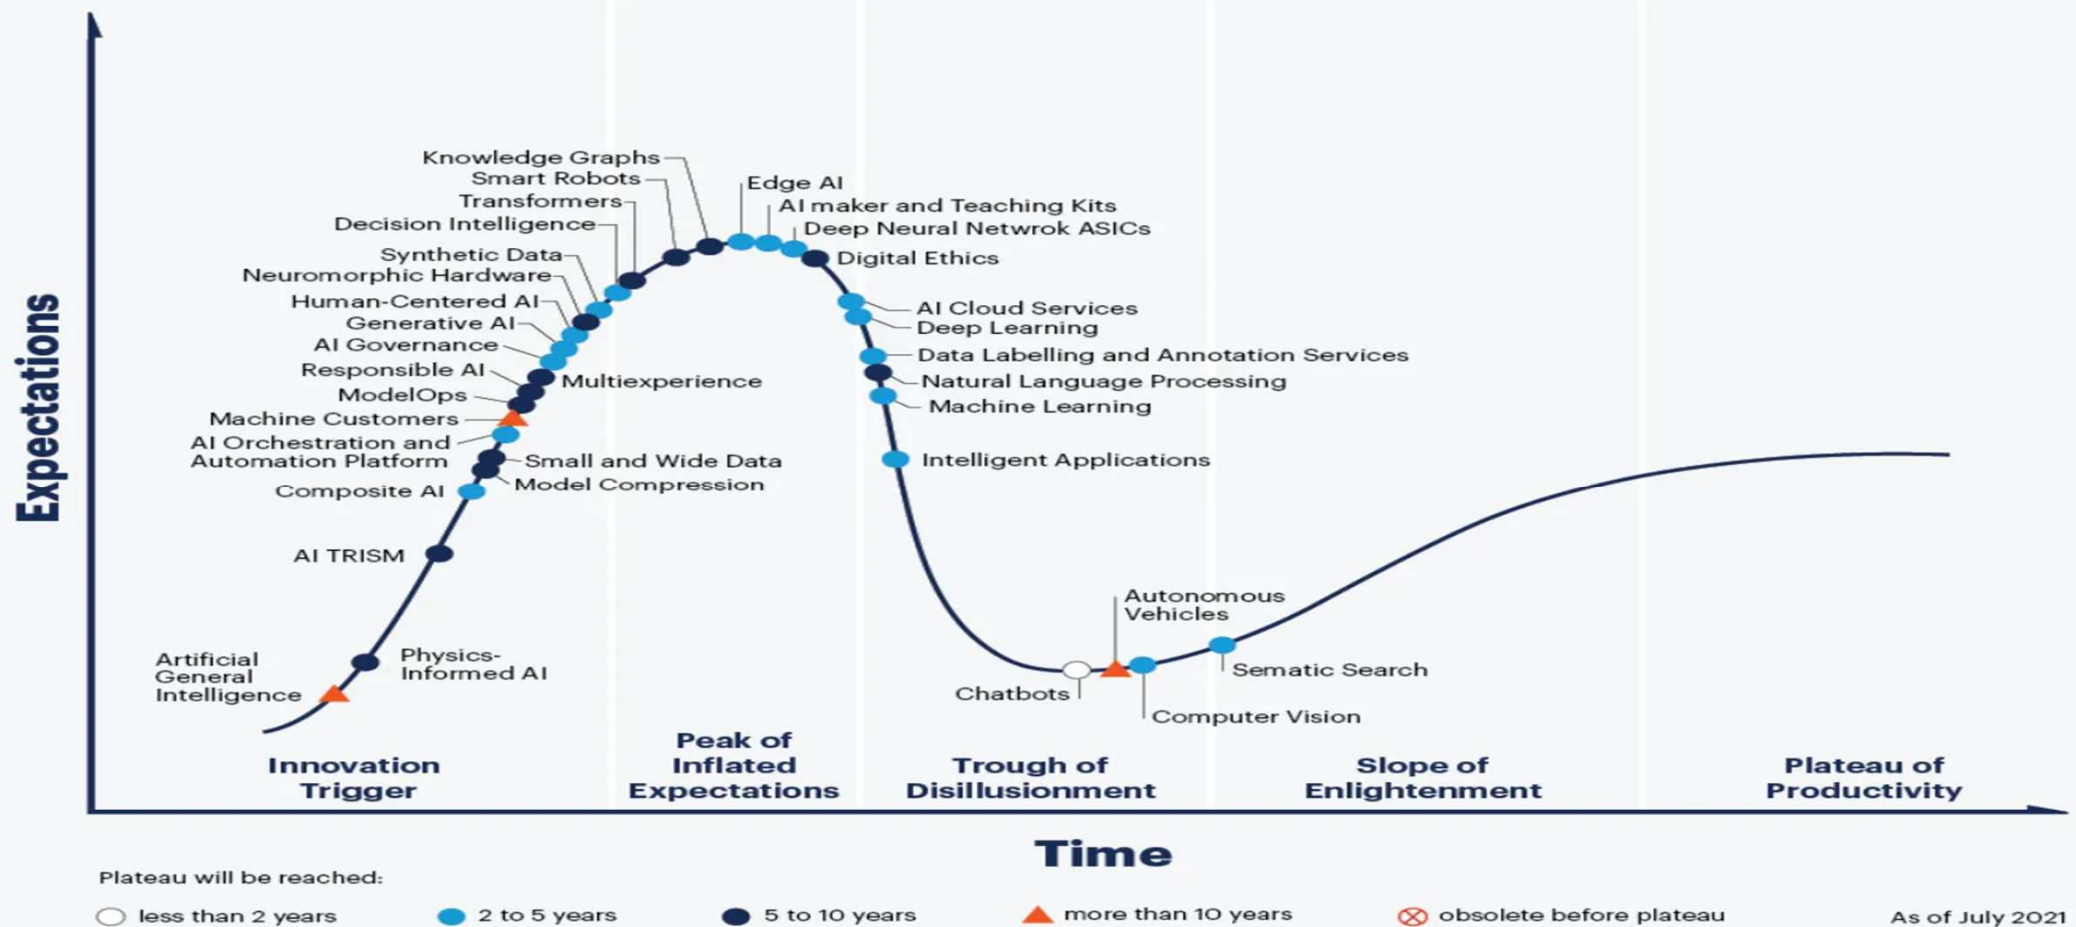 Expectations
Knowledge Graphs
Smart Robots
Transformers
Decision Intelligence
Synthetic Data
Neuromorphic Hardware
Human-Centered AI
Generative AI
AI Governance
Responsible AI
Multiexperience
ModelOps
Machine Customers
AI Orchestration and
Automation Platform
Small and Wide Data
Model Compression
Composite AI
AI TRISM
Artificial
General
Intelligence
Physics-
Informed AI
Edge AI
AI maker and Teaching Kits
Deep Neural Netwrok ASICs
Digital Ethics
AI Cloud Services
Deep Learning
Data Labelling and Annotation Services
Natural Language Processing
Machine Learning
Intelligent Applications
Autonomous
Vehicles
Chatbots
Sematic Search
Computer Vision
Innovation
Trigger
Peak of
Inflated
Expectations
Trough of
Disillusionment
Slope of
Enlightenment
Plateau of
Productivity
Time
Plateau will be reached:
less than 2 years
2 to 5 years
5 to 10 years
more than 10 years
obsolete before plateau
As of July 2021